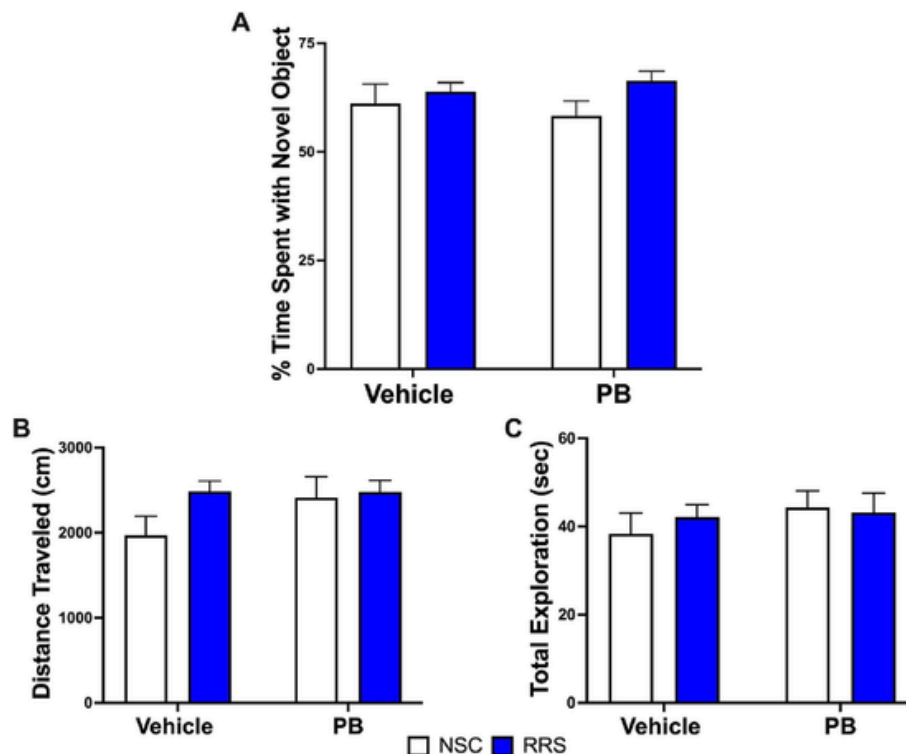 A
% Time Spent with Novel Object
75
50
25
0
Vehicle PB
B
Distance Traveled (cm)
3000
2000
1000
0
Vehicle PB
C
Total Exploration (sec)
60
40
20
0
Vehicle PB
NSC RRS